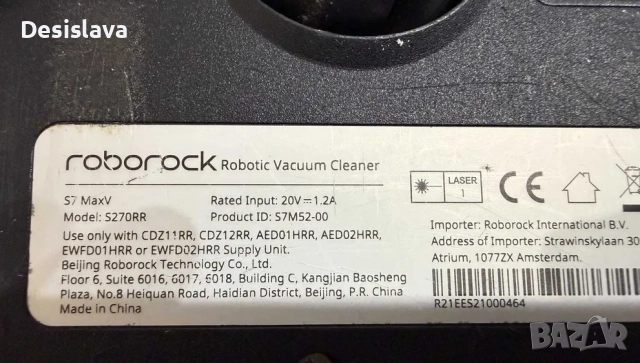 Desislava
roborock Robotic Vacuum Cleaner
S7 MaxV Rated Input: 20V⎓1.2A
Model: S270RR Product ID: S7M52-00
Use only with CDZ11RR, CDZ12RR, AED01HRR, AED02HRR,
EWFD01HRR or EWFD02HRR Supply Unit.
Beijing Roborock Technology Co., Ltd.
Floor 6, Suite 6016, 6017, 6018, Building C, Kangjian Baosheng
Plaza, No.8 Heiquan Road, Haidian District, Beijing, P.R. China
Made in China
LASER
1
CE
Importer: Roborock International B.V.
Address of Importer: Strawinskylaan 30
Atrium, 1077ZX Amsterdam.
R21EES21000464
BAZAR